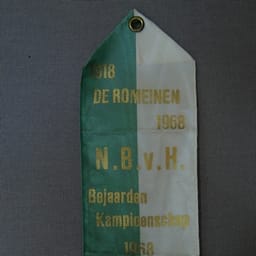 1918
DE ROMEINEN
1968
N.B.v.H.
Bejaarden
Kampioenschap
1968